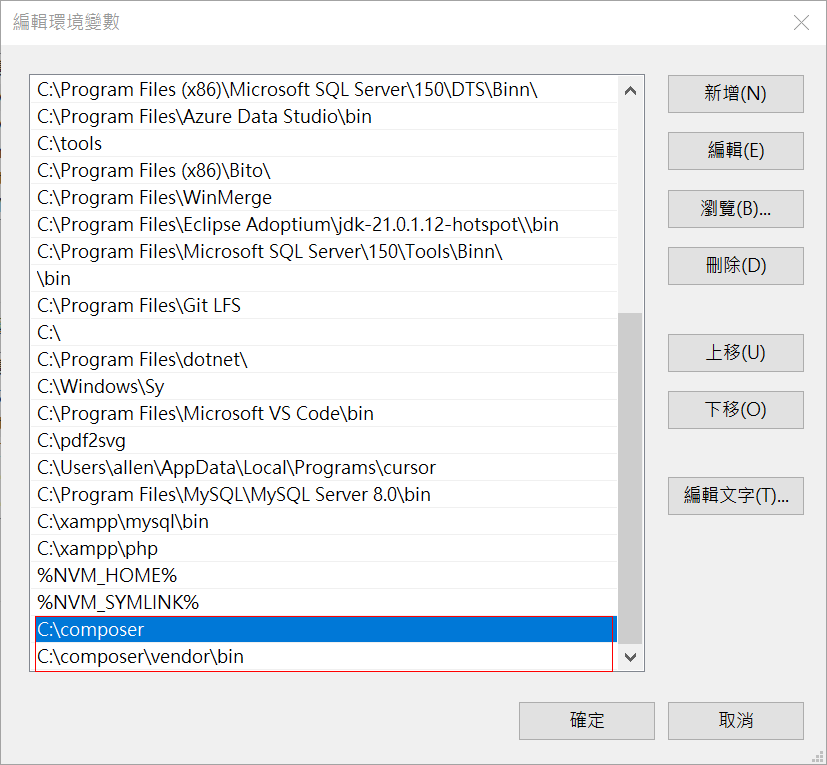 編輯環境變數
C:\Program Files (x86)\Microsoft SQL Server\150\DTS\Binn\
C:\Program Files\Azure Data Studio\bin
C:\tools
C:\Program Files (x86)\Bito\
C:\Program Files\WinMerge
C:\Program Files\Eclipse Adoptium\jdk-21.0.1.12-hotspot\\bin
C:\Program Files\Microsoft SQL Server\150\Tools\Binn\
\bin
C:\Program Files\Git LFS
C:\
C:\Program Files\dotnet\
C:\Windows\Sy
C:\Program Files\Microsoft VS Code\bin
C:\pdf2svg
C:\Users\allen\AppData\Local\Programs\cursor
C:\Program Files\MySQL\MySQL Server 8.0\bin
C:\xampp\mysql\bin
C:\xampp\php
%NVM_HOME%
%NVM_SYMLINK%
C:\composer
C:\composer\vendor\bin
新增(N)
編輯(E)
瀏覽(B)...
刪除(D)
上移(U)
下移(O)
編輯文字(T)...
確定
取消